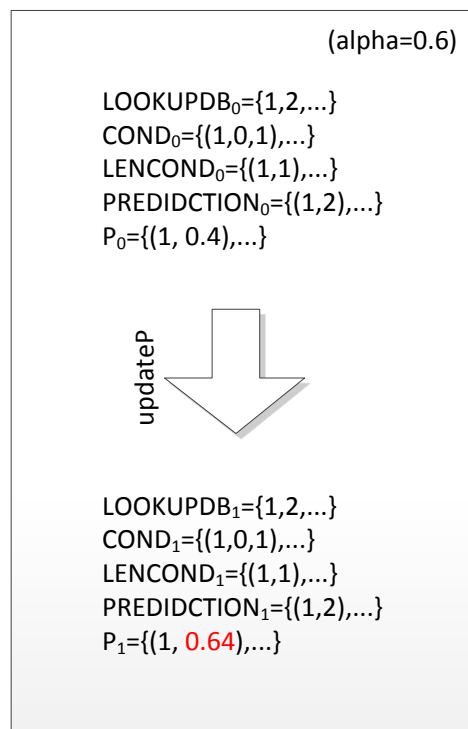 (alpha=0.6)
LOOKUPDB₀={1,2,...}
COND₀={(1,0,1),...}
LENCOND₀={(1,1),...}
PREDIDCTION₀={(1,2),...}
P₀={(1, 0.4),...}
updateP
LOOKUPDB₁={1,2,...}
COND₁={(1,0,1),...}
LENCOND₁={(1,1),...}
PREDIDCTION₁={(1,2),...}
P₁={(1, 0.64),...}